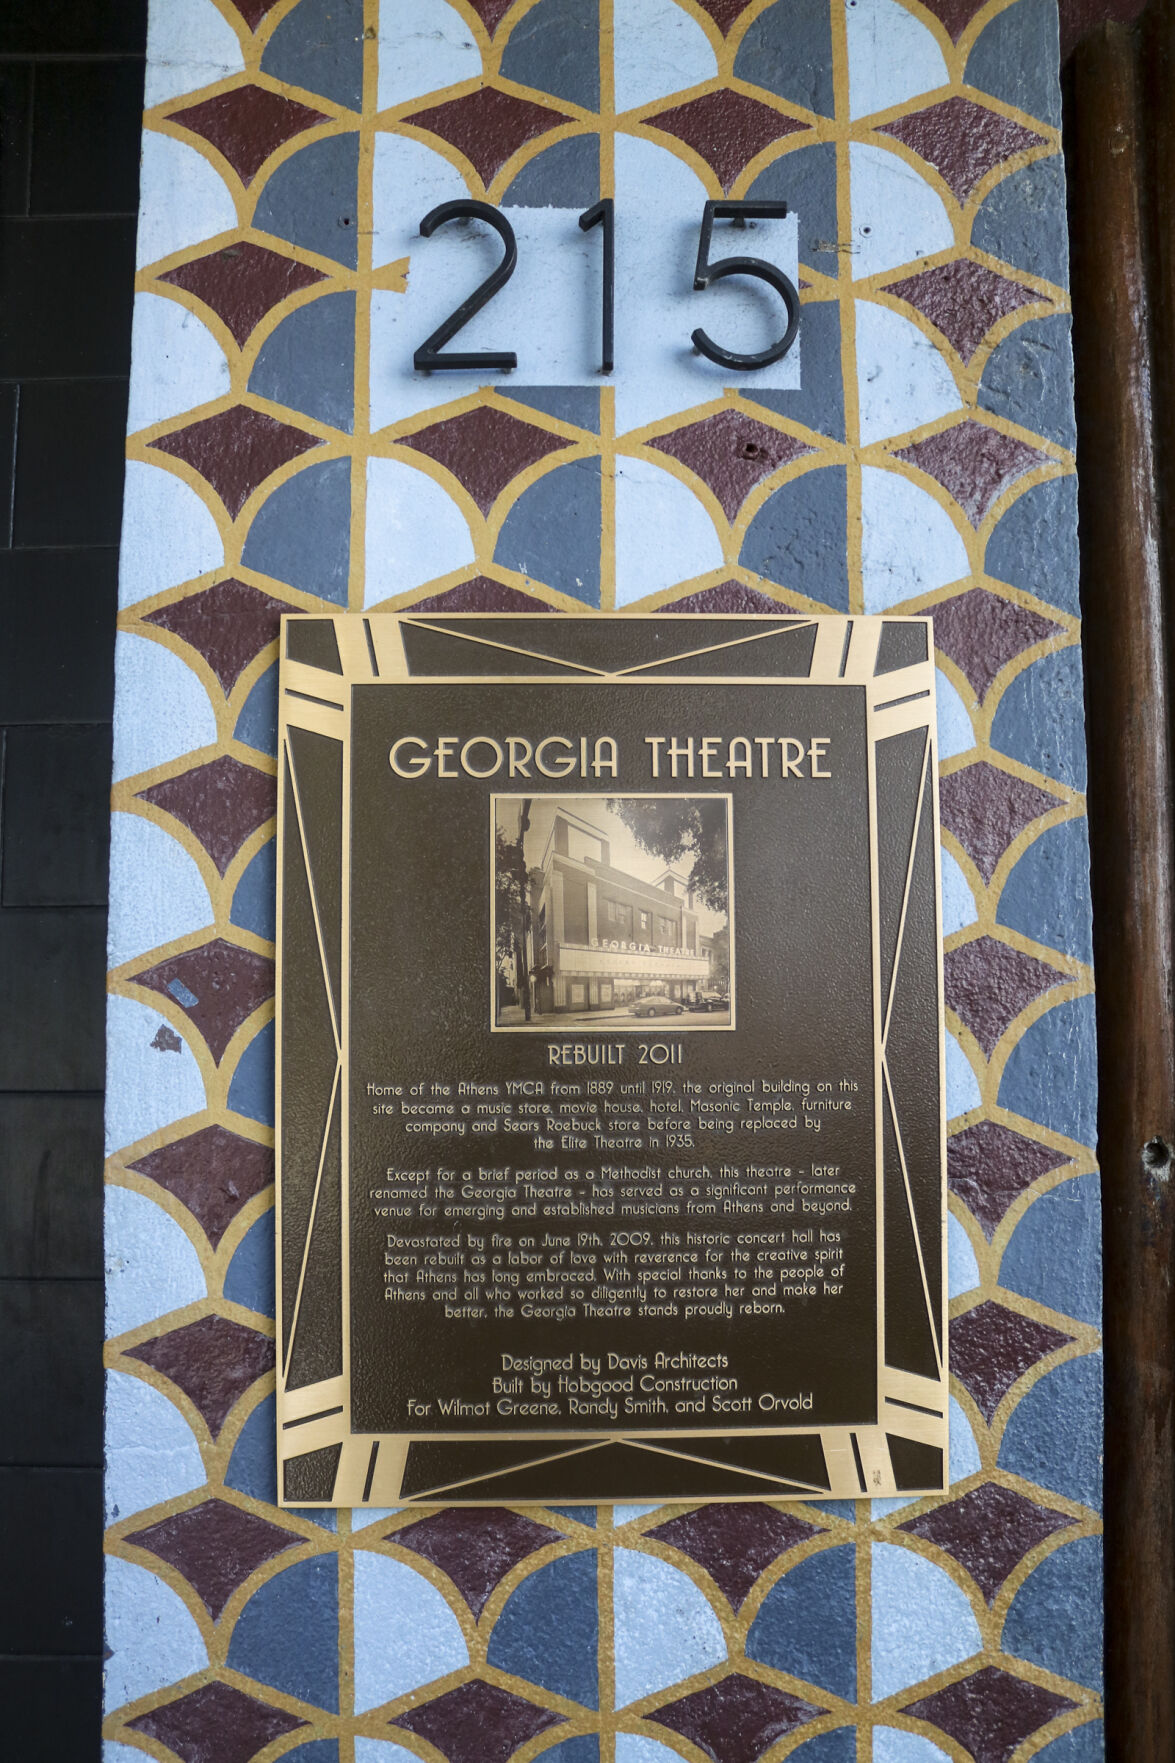 215
GEORGIA THEATRE
GEORGIA THEATRE
REBUILT 2011
Home of the Athens YMCA from 1889 until 1919, the original building on this
site became a music store, movie house, hotel, Masonic Temple, furniture
company and Sears Roebuck store before being replaced by
the Elite Theatre in 1935.
Except for a brief period as a Methodist church, this theatre - later
renamed the Georgia Theatre - has served as a significant performance
venue for emerging and established musicians from Athens and beyond.
Devastated by fire on June 19th, 2009, this historic concert hall has
been rebuilt as a labor of love with reverence for the creative spirit
that Athens has long embraced. With special thanks to the people of
Athens and all who worked so diligently to restore her and make her
better, the Georgia Theatre stands proudly reborn.
Designed by Davis Architects
Built by Hobgood Construction
For Wilmot Greene, Randy Smith, and Scott Orvold